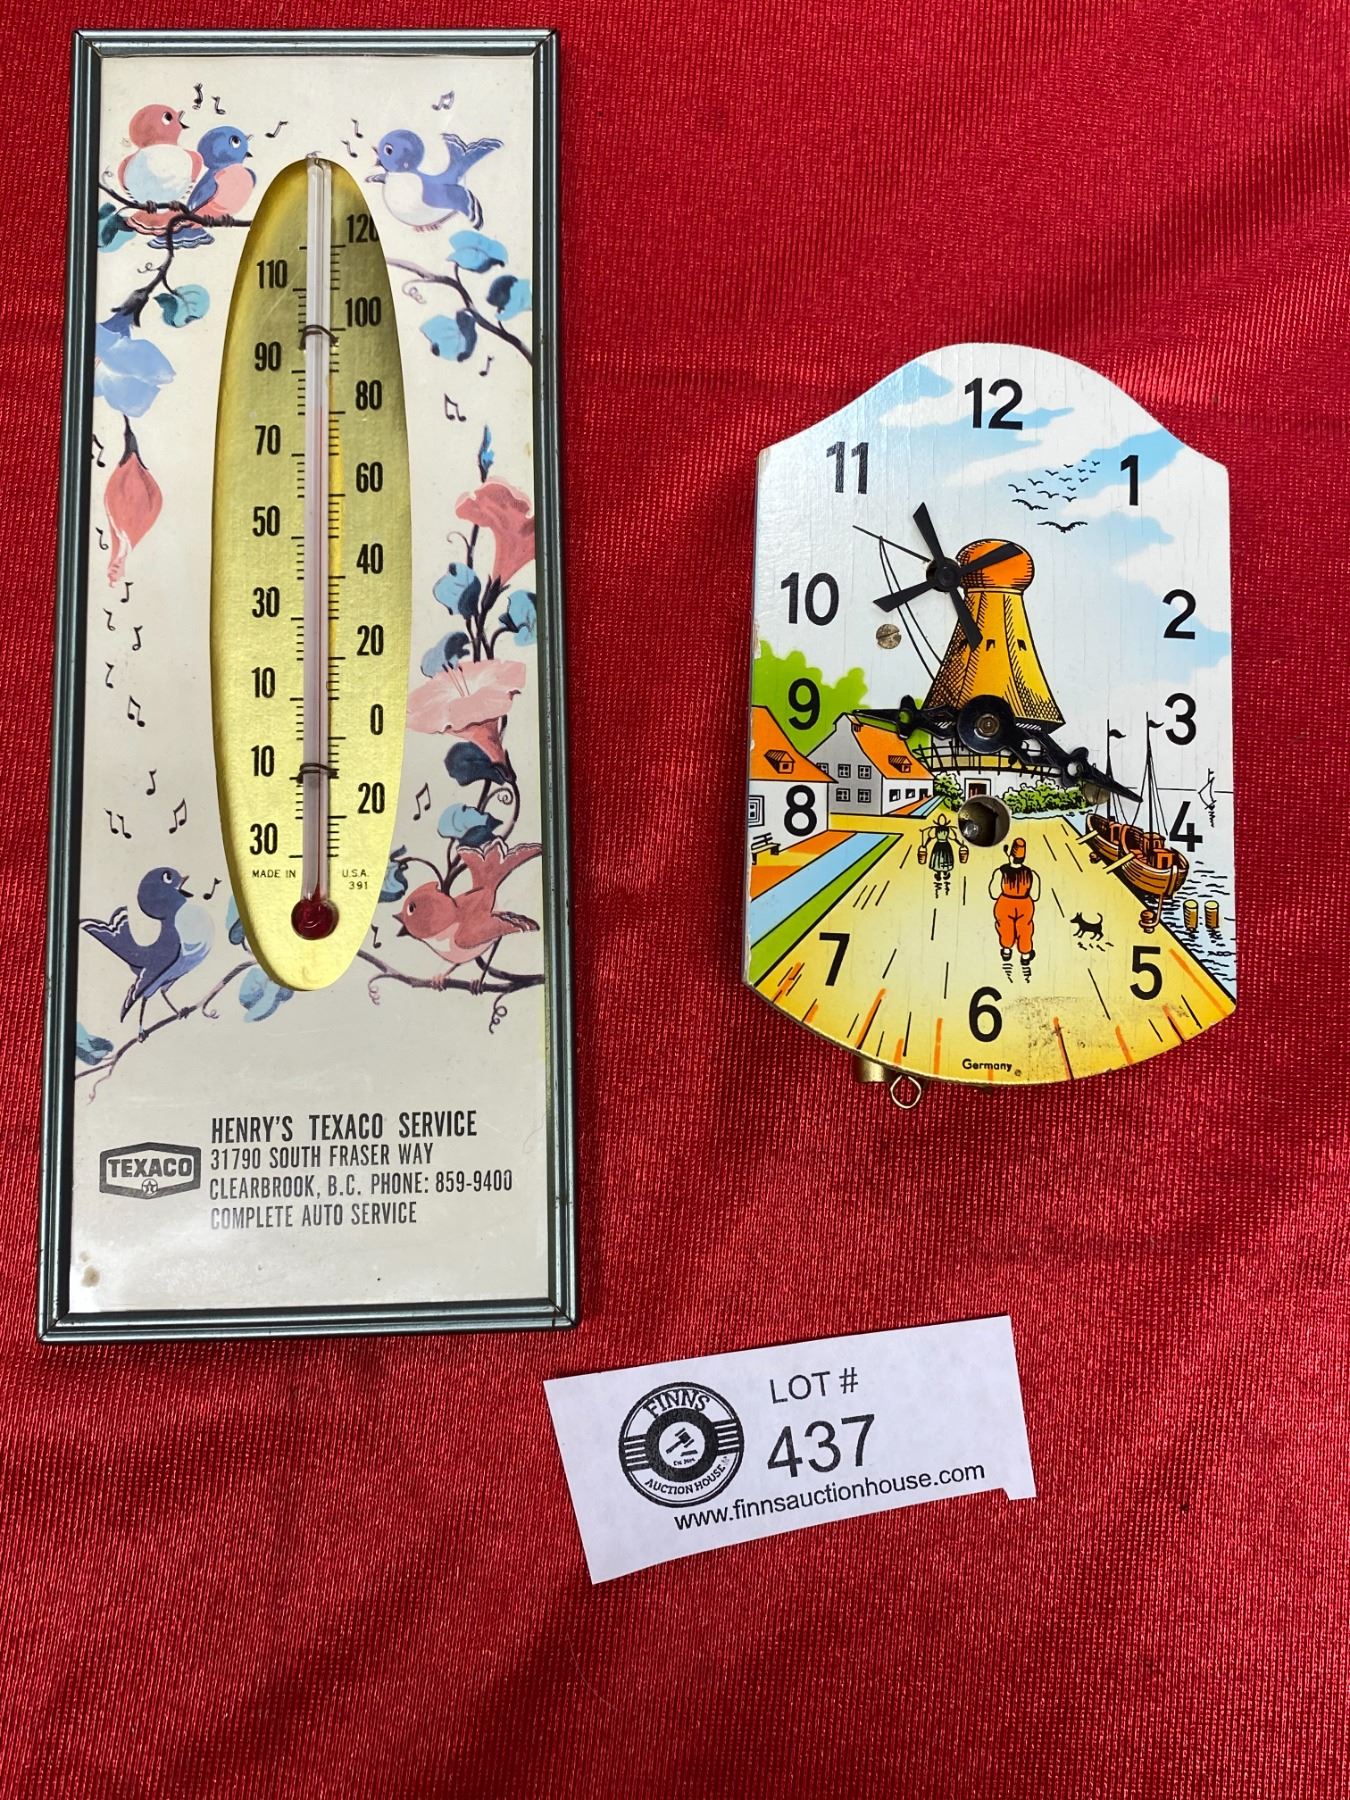 120
110
100
90
80
70
60
50
40
30
20
10
0
10
20
30
MADE IN U.S.A.
391
HENRY'S TEXACO SERVICE
31790 SOUTH FRASER WAY
CLEARBROOK, B.C. PHONE: 859-9400
COMPLETE AUTO SERVICE
TEXACO
12
11
1
10
2
9
3
8
4
7
5
6
Germany
LOT #
437
www.finnsauctionhouse.com
FINNS
AUCTION HOUSE